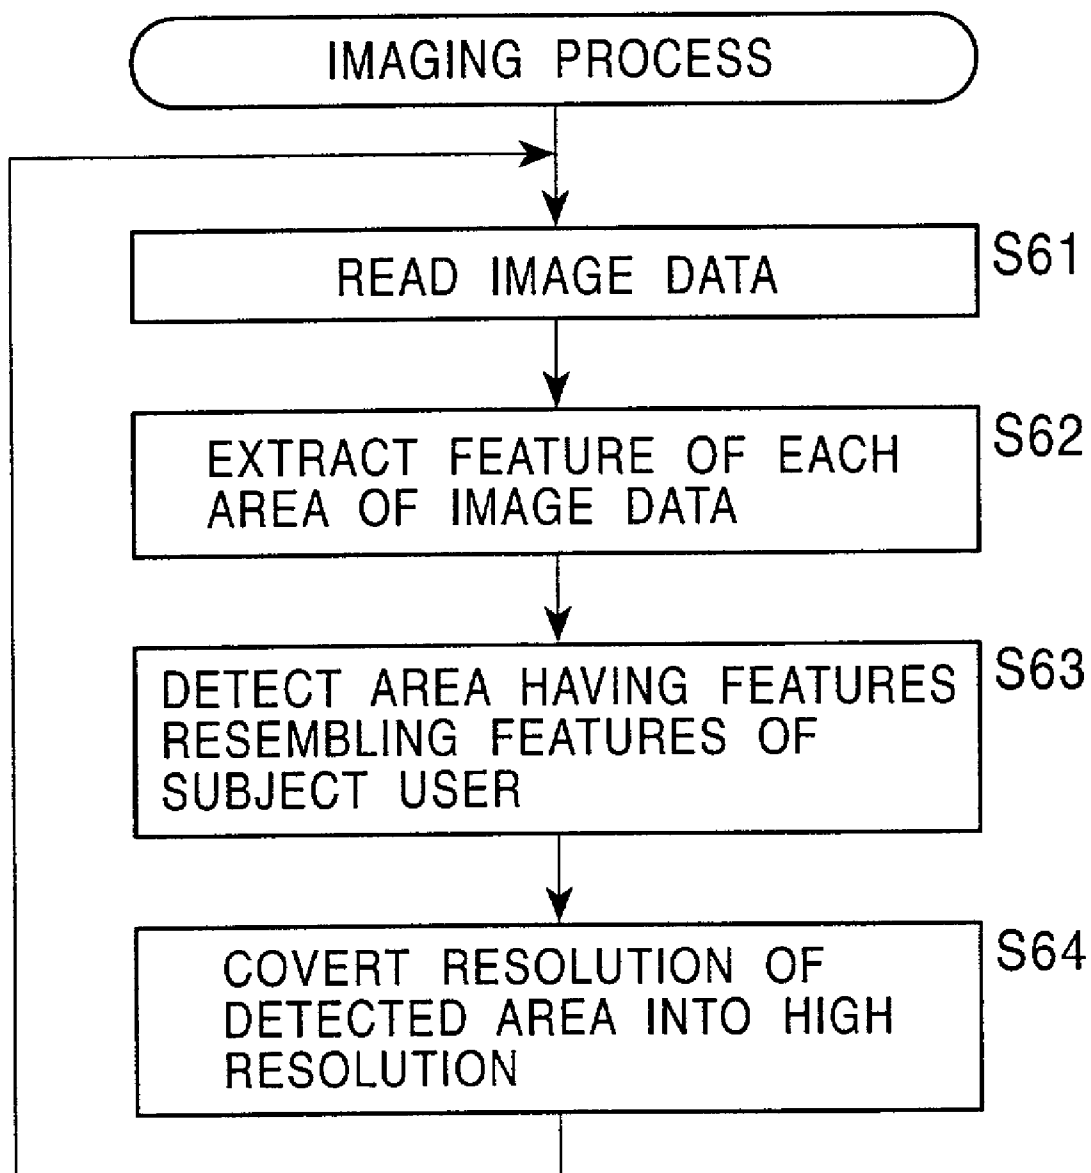 IMAGING PROCESS
READ IMAGE DATA
S61
EXTRACT FEATURE OF EACH
AREA OF IMAGE DATA
S62
DETECT AREA HAVING FEATURES
RESEMBLING FEATURES OF
SUBJECT USER
S63
COVERT RESOLUTION OF
DETECTED AREA INTO HIGH
RESOLUTION
S64